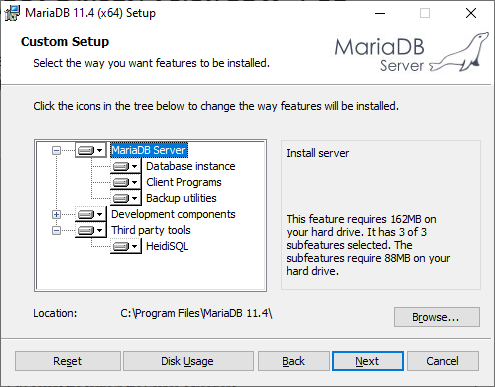 MariaDB 11.4 (x64) Setup
Custom Setup
Select the way you want features to be installed.
MariaDB
Server
Click the icons in the tree below to change the way features will be installed.
MariaDB Server
Database instance
Client Programs
Backup utilities
Development components
Third party tools
HeidiSQL
Install server
This feature requires 162MB on
your hard drive. It has 3 of 3
subfeatures selected. The
subfeatures require 88MB on your
hard drive.
Location: C:\Program Files\MariaDB 11.4\
Browse...
Reset Disk Usage Back Next Cancel